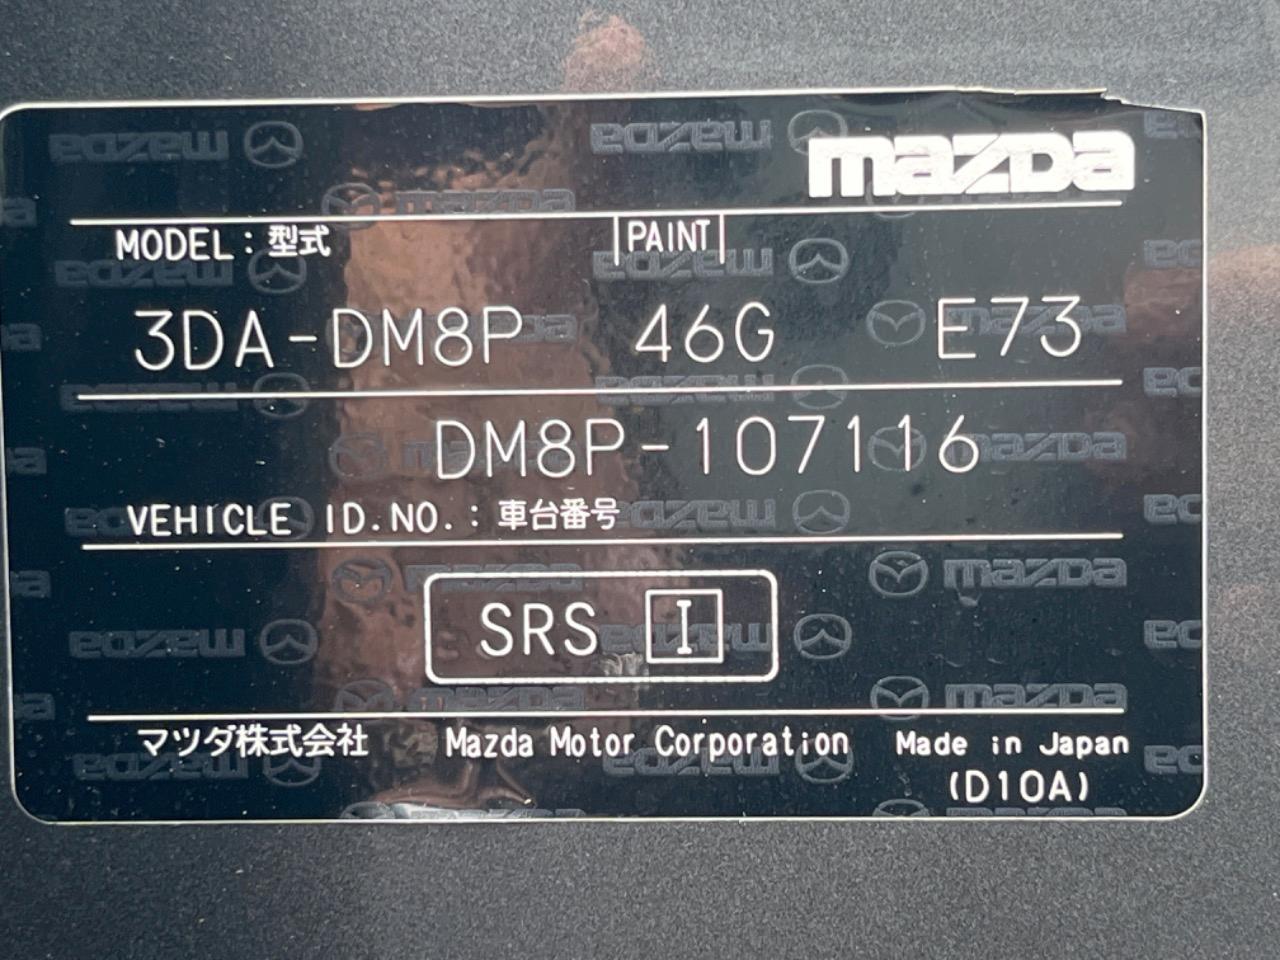 mazda
MODEL：型式 PAINT
3DA-DM8P 46G E73
DM8P-107116
VEHICLE ID.NO.：車台番号
SRS I
マツダ株式会社 Mazda Motor Corporation Made in Japan
(D10A)